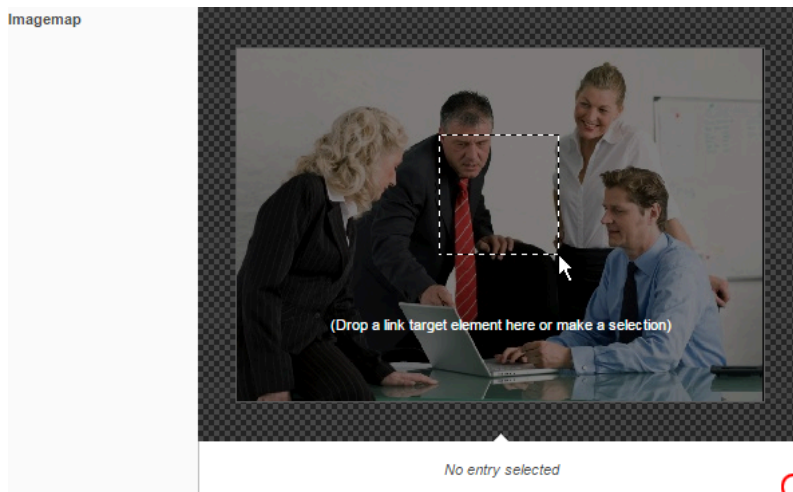 Imagemap
(Drop a link target element here or make a selection)
No entry selected